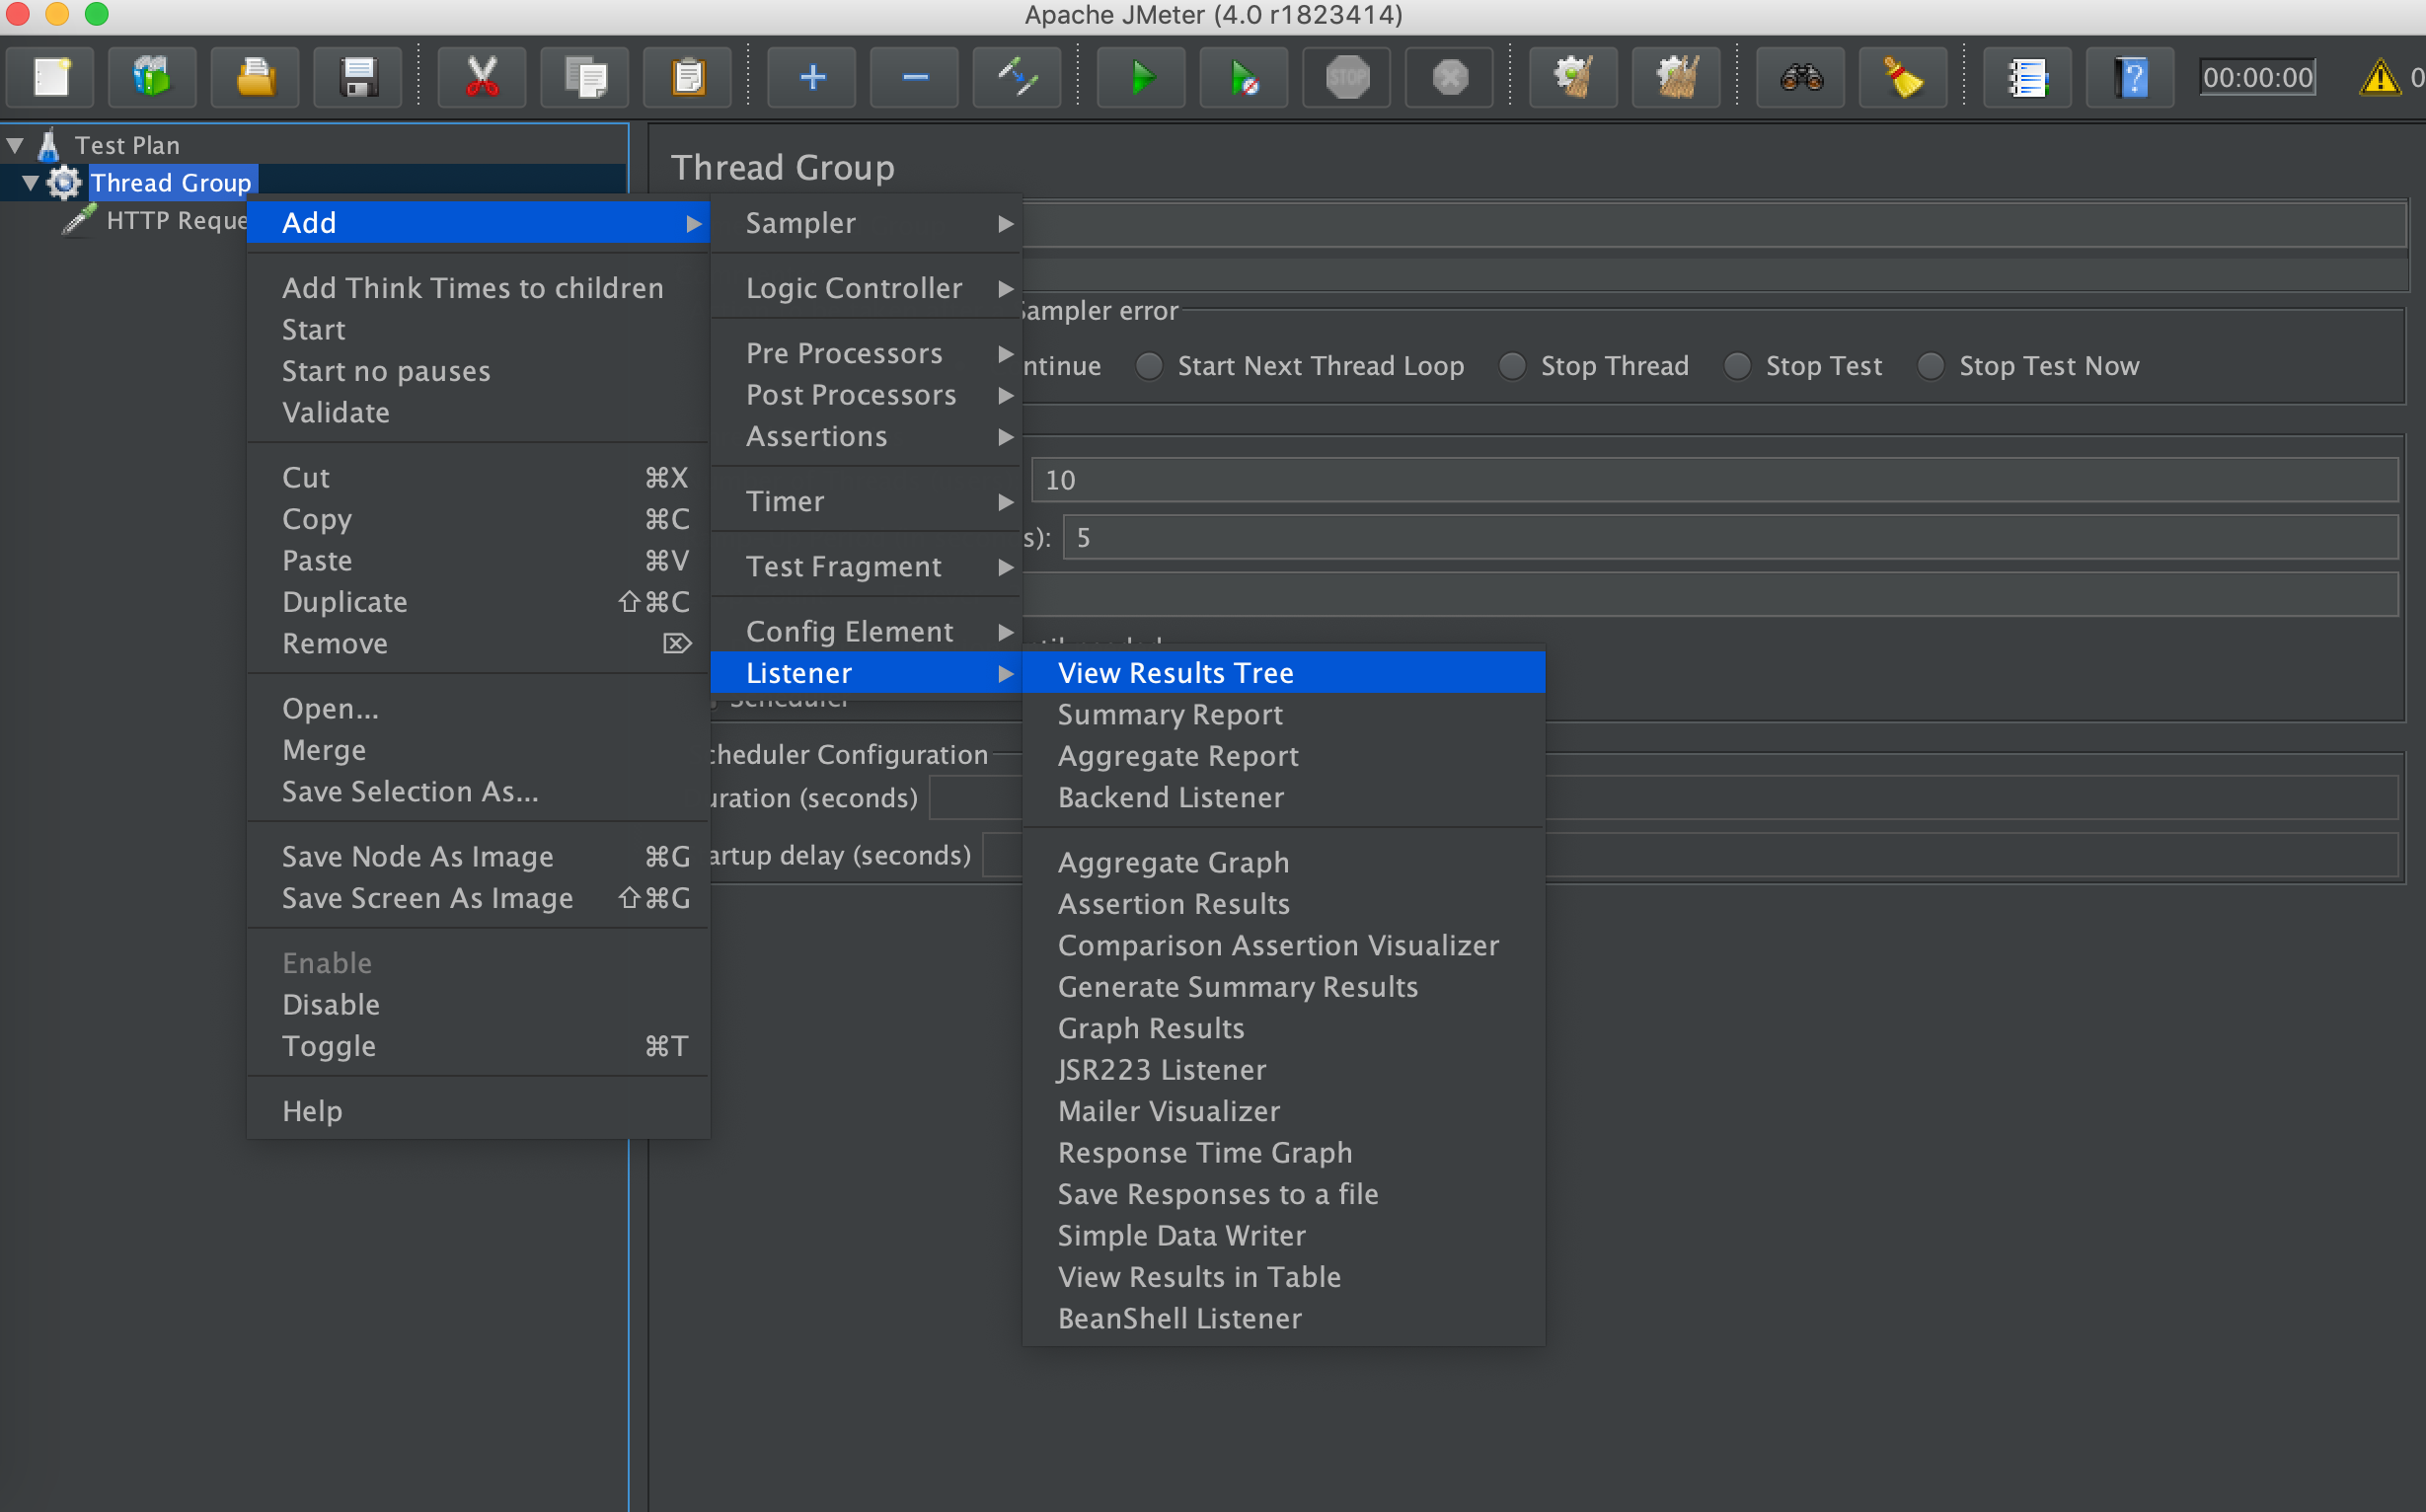 Apache JMeter (4.0 r1823414)
STOP
?
00:00:00
0
Test Plan
Thread Group
HTTP Reque
Thread Group
Add
Add Think Times to children
Start
Start no pauses
Validate
Cut ⌘X
Copy ⌘C
Paste ⌘V
Duplicate ⇧⌘C
Remove ⌦
Open...
Merge
Save Selection As...
Save Node As Image ⌘G
Save Screen As Image ⇧⌘G
Enable
Disable
Toggle ⌘T
Help
Sampler
Logic Controller
Pre Processors
Post Processors
Assertions
Timer
Test Fragment
Config Element
Listener
View Results Tree
Summary Report
Aggregate Report
Backend Listener
Aggregate Graph
Assertion Results
Comparison Assertion Visualizer
Generate Summary Results
Graph Results
JSR223 Listener
Mailer Visualizer
Response Time Graph
Save Responses to a file
Simple Data Writer
View Results in Table
BeanShell Listener
Sampler error
ntinue Start Next Thread Loop Stop Thread Stop Test Stop Test Now
10
s): 5
Scheduler
cheduler Configuration
uration (seconds)
artup delay (seconds)